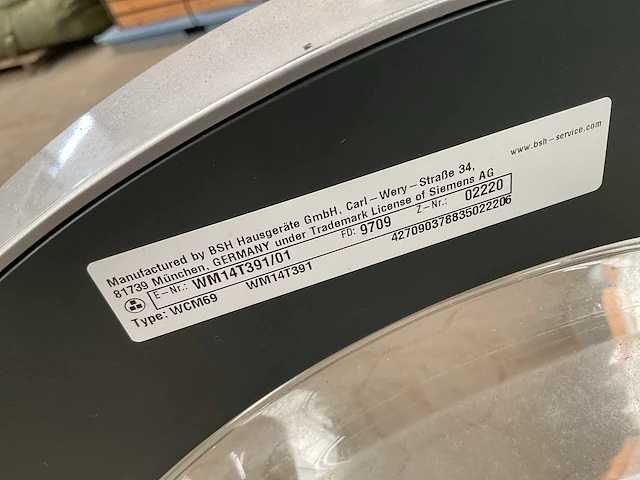 www.bsh-service.com
Manufactured by BSH Hausgeräte GmbH, Carl-Wery-Straße 34,
81739 München, GERMANY under Trademark License of Siemens AG
E-Nr.: WM14T391/01 FD: 9709 Z-Nr.: 02220
Type: WCM69 WM14T391 427090378835022206